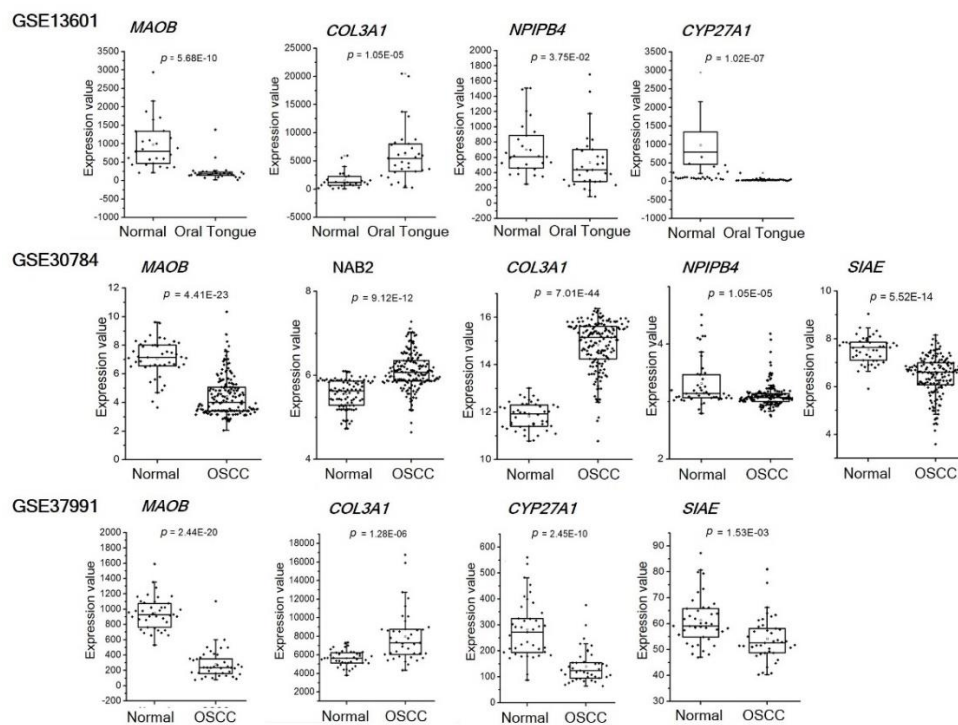 GSE13601
MAOB
COL3A1
NPIPB4
CYP27A1
Expression value
3500
3000
2500
2000
1500
1000
500
0
-500
-1000
p = 5.68E-10
Normal Oral Tongue
Expression value
25000
20000
15000
10000
5000
0
5000
p = 1.05E-05
Normal Oral Tongue
Expression value
2000
1800
1600
1400
1200
1000
800
600
400
200
0
-200
p = 3.75E-02
Normal Oral Tongue
Expression value
3500
3000
2500
2000
1500
1000
500
0
-500
-1000
p = 1.02E-07
Normal Oral Tongue
GSE30784
MAOB
NAB2
COL3A1
NPIPB4
SIAE
Expression value
12
10
8
6
4
2
0
p = 4.41E-23
Normal OSCC
Expression value
8
6
4
p = 9.12E-12
Normal OSCC
Expression value
16
14
12
10
p = 7.01E-44
Normal OSCC
Expression value
4
2
p = 1.05E-05
Normal OSCC
Expression value
10
8
6
4
p = 5.52E-14
Normal OSCC
GSE37991
MAOB
COL3A1
CYP27A1
SIAE
Expression value
2000
1800
1600
1400
1200
1000
800
600
400
200
0
-200
p = 2.44E-20
Normal OSCC
Expression value
18000
16000
14000
12000
10000
8000
6000
4000
2000
0
p = 1.28E-06
Normal OSCC
Expression value
600
500
400
300
200
100
0
p = 2.45E-10
Normal OSCC
Expression value
90
80
70
60
50
40
30
p = 1.53E-03
Normal OSCC